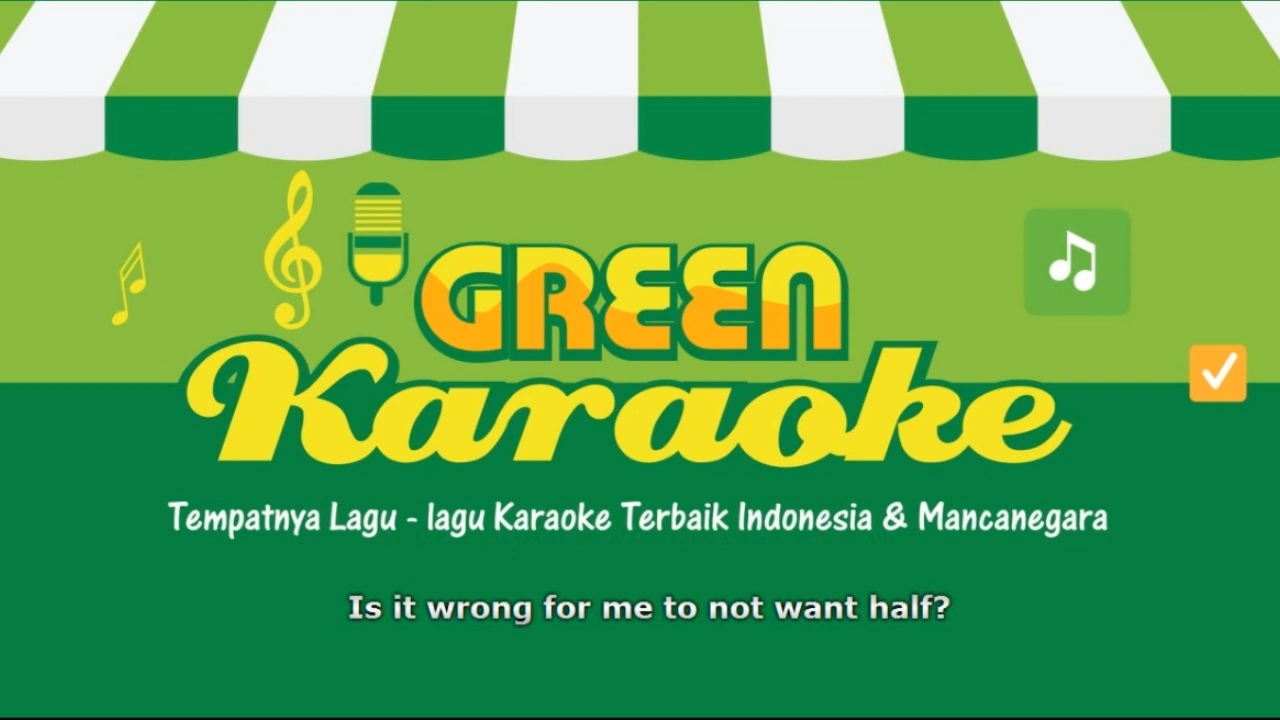 GREEN
Karaoke
Tempatnya Lagu - lagu Karaoke Terbaik Indonesia & Mancanegara
Is it wrong for me to not want half?